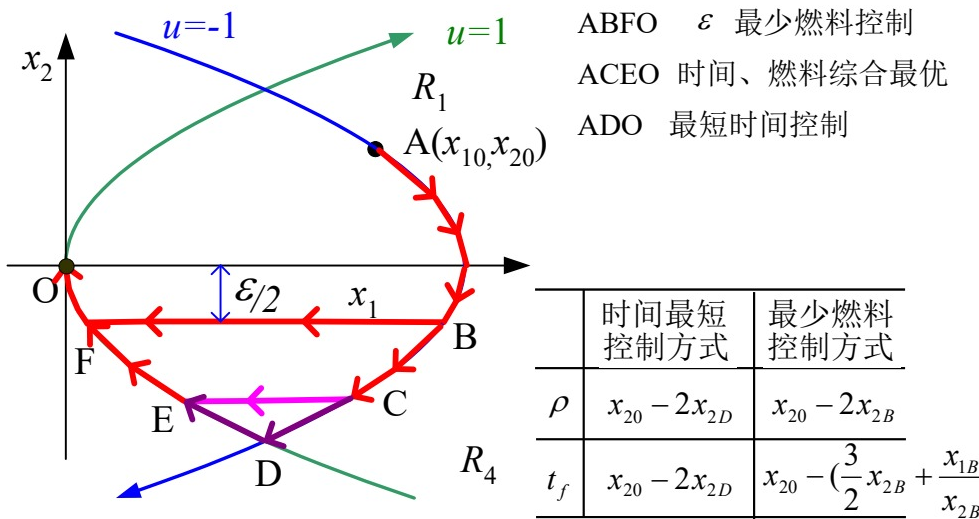 u=-1
u=1
x₂
R₁
A(x₁₀,x₂₀)
O
ε/2
x₁
B
F
E
C
D
R₄
ABFO ε 最少燃料控制
ACEO 时间、燃料综合最优
ADO 最短时间控制
时间最短控制方式 最少燃料控制方式
ρ x₂₀ − 2x₂D x₂₀ − 2x₂B
t_f x₂₀ − 2x₂D x₂₀ − (3/2 x₂B + x₁B/x₂B